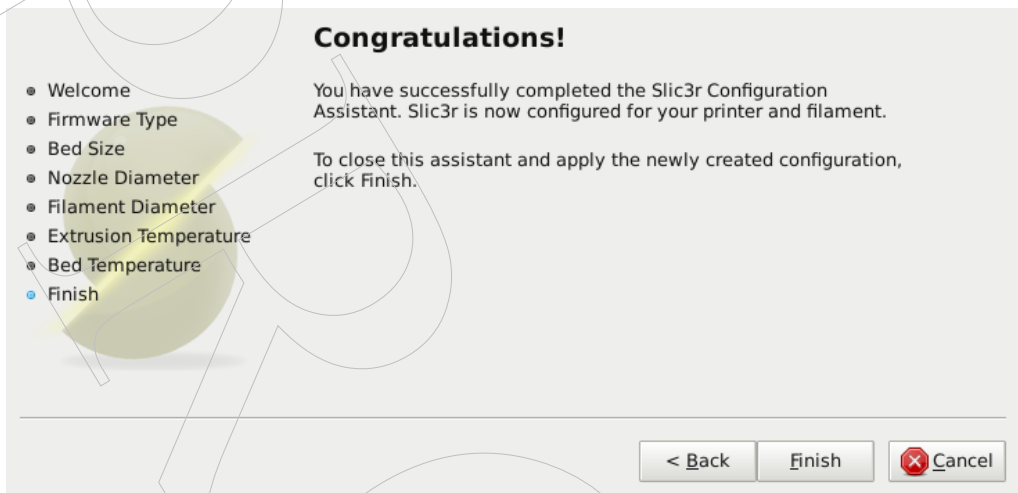 Congratulations!
Welcome
Firmware Type
Bed Size
Nozzle Diameter
Filament Diameter
Extrusion Temperature
Bed Temperature
Finish
You have successfully completed the Slic3r Configuration
Assistant. Slic3r is now configured for your printer and filament.
To close this assistant and apply the newly created configuration,
click Finish.
< Back
Finish
Cancel